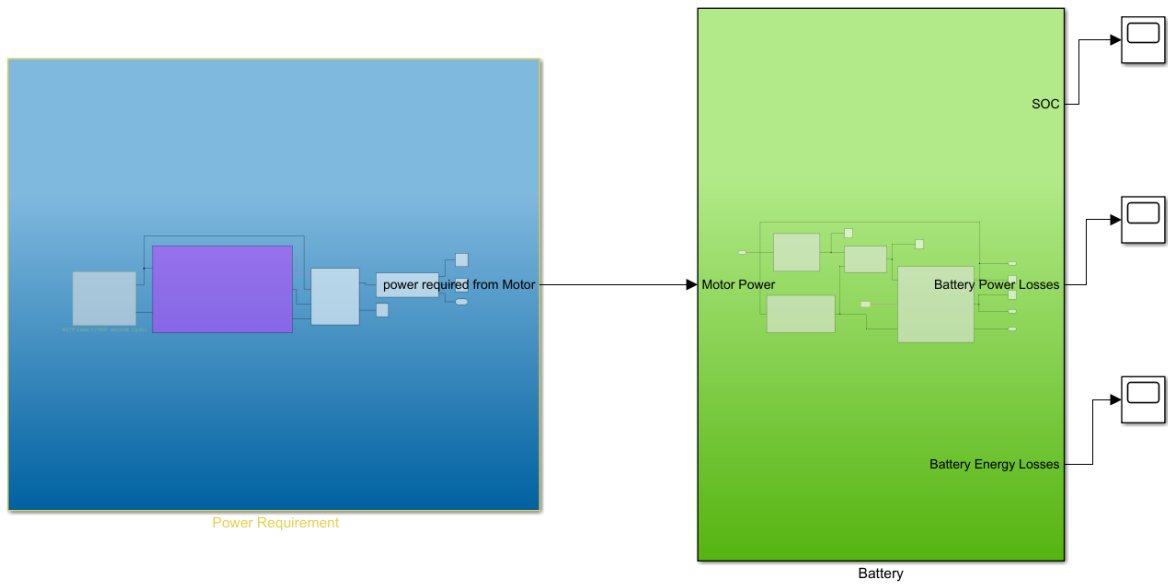 SOC
power required from Motor
Motor Power
Battery Power Losses
Battery Energy Losses
Power Requirement
Battery